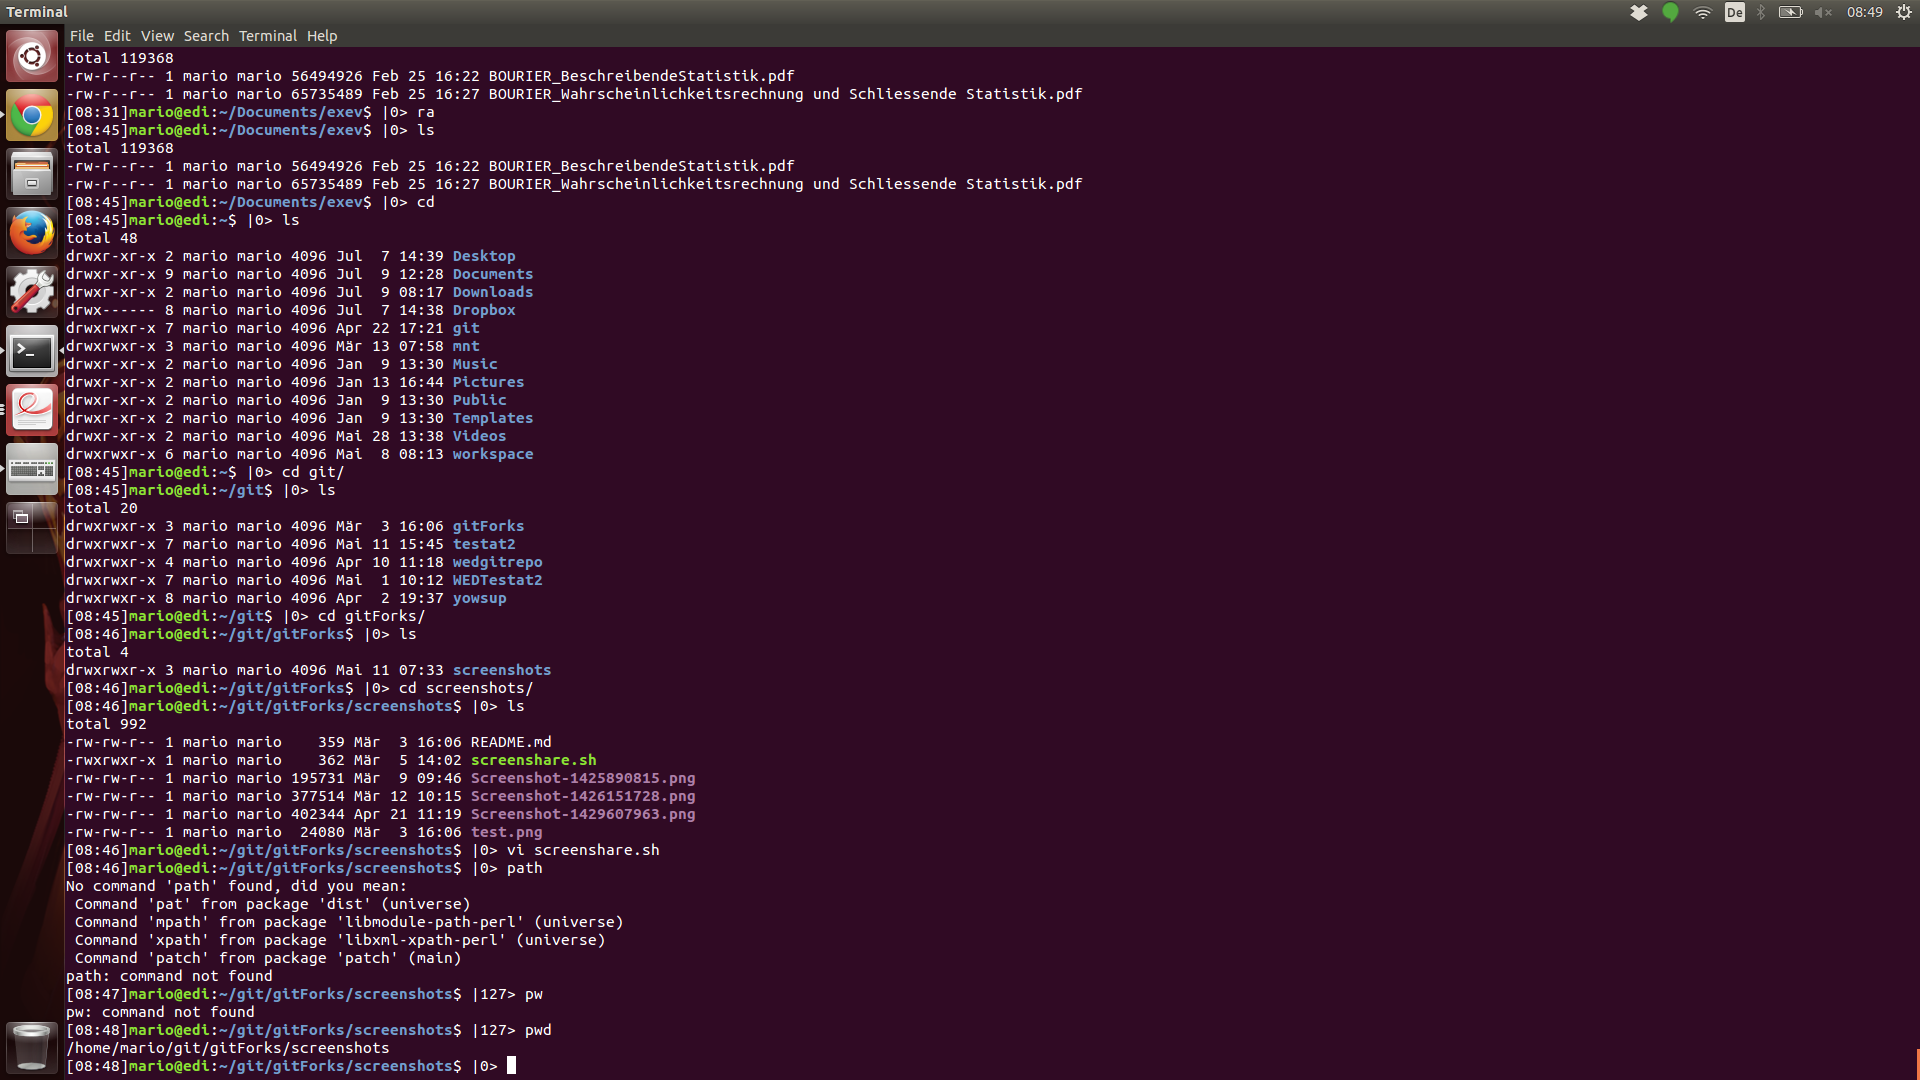 Terminal
De
08:49
File Edit View Search Terminal Help
total 119368
-rw-r--r-- 1 mario mario 56494926 Feb 25 16:22 BOURIER_BeschreibendeStatistik.pdf
-rw-r--r-- 1 mario mario 65735489 Feb 25 16:27 BOURIER_Wahrscheinlichkeitsrechnung und Schliessende Statistik.pdf
[08:31]mario@edi:~/Documents/exev$ |0> ra
[08:45]mario@edi:~/Documents/exev$ |0> ls
total 119368
-rw-r--r-- 1 mario mario 56494926 Feb 25 16:22 BOURIER_BeschreibendeStatistik.pdf
-rw-r--r-- 1 mario mario 65735489 Feb 25 16:27 BOURIER_Wahrscheinlichkeitsrechnung und Schliessende Statistik.pdf
[08:45]mario@edi:~/Documents/exev$ |0> cd
[08:45]mario@edi:~$ |0> ls
total 48
drwxr-xr-x 2 mario mario 4096 Jul  7 14:39 Desktop
drwxr-xr-x 9 mario mario 4096 Jul  9 12:28 Documents
drwxr-xr-x 2 mario mario 4096 Jul  9 08:17 Downloads
drwx------ 8 mario mario 4096 Jul  7 14:38 Dropbox
drwxrwxr-x 7 mario mario 4096 Apr 22 17:21 git
drwxrwxr-x 3 mario mario 4096 Mär 13 07:58 mnt
drwxr-xr-x 2 mario mario 4096 Jan  9 13:30 Music
drwxr-xr-x 2 mario mario 4096 Jan 13 16:44 Pictures
drwxr-xr-x 2 mario mario 4096 Jan  9 13:30 Public
drwxr-xr-x 2 mario mario 4096 Jan  9 13:30 Templates
drwxr-xr-x 2 mario mario 4096 Mai 28 13:38 Videos
drwxrwxr-x 6 mario mario 4096 Mai  8 08:13 workspace
[08:45]mario@edi:~$ |0> cd git/
[08:45]mario@edi:~/git$ |0> ls
total 20
drwxrwxr-x 3 mario mario 4096 Mär  3 16:06 gitForks
drwxrwxr-x 7 mario mario 4096 Mai 11 15:45 testat2
drwxrwxr-x 4 mario mario 4096 Apr 10 11:18 wedgitrepo
drwxrwxr-x 7 mario mario 4096 Mai  1 10:12 WEDTestat2
drwxrwxr-x 8 mario mario 4096 Apr  2 19:37 yowsup
[08:45]mario@edi:~/git$ |0> cd gitForks/
[08:46]mario@edi:~/git/gitForks$ |0> ls
total 4
drwxrwxr-x 3 mario mario 4096 Mai 11 07:33 screenshots
[08:46]mario@edi:~/git/gitForks$ |0> cd screenshots/
[08:46]mario@edi:~/git/gitForks/screenshots$ |0> ls
total 992
-rw-rw-r-- 1 mario mario    359 Mär  3 16:06 README.md
-rwxrwxr-x 1 mario mario    362 Mär  5 14:02 screenshare.sh
-rw-rw-r-- 1 mario mario 195731 Mär  9 09:46 Screenshot-1425890815.png
-rw-rw-r-- 1 mario mario 377514 Mär 12 10:15 Screenshot-1426151728.png
-rw-rw-r-- 1 mario mario 402344 Apr 21 11:19 Screenshot-1429607963.png
-rw-rw-r-- 1 mario mario  24080 Mär  3 16:06 test.png
[08:46]mario@edi:~/git/gitForks/screenshots$ |0> vi screenshare.sh
[08:46]mario@edi:~/git/gitForks/screenshots$ |0> path
No command 'path' found, did you mean:
 Command 'pat' from package 'dist' (universe)
 Command 'mpath' from package 'libmodule-path-perl' (universe)
 Command 'xpath' from package 'libxml-xpath-perl' (universe)
 Command 'patch' from package 'patch' (main)
path: command not found
[08:47]mario@edi:~/git/gitForks/screenshots$ |127> pw
pw: command not found
[08:48]mario@edi:~/git/gitForks/screenshots$ |127> pwd
/home/mario/git/gitForks/screenshots
[08:48]mario@edi:~/git/gitForks/screenshots$ |0>